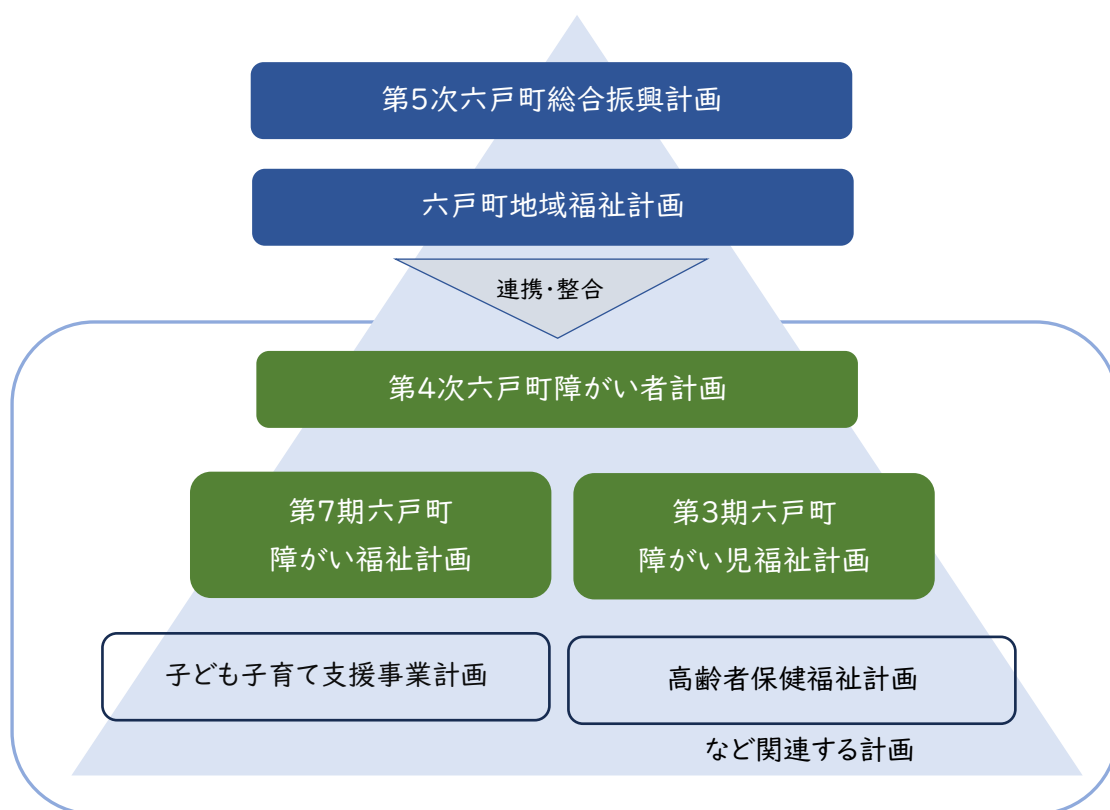 第5次六戸町総合振興計画
六戸町地域福祉計画
連携・整合
第4次六戸町障がい者計画
第7期六戸町
障がい福祉計画
第3期六戸町
障がい児福祉計画
子ども子育て支援事業計画
高齢者保健福祉計画
など関連する計画